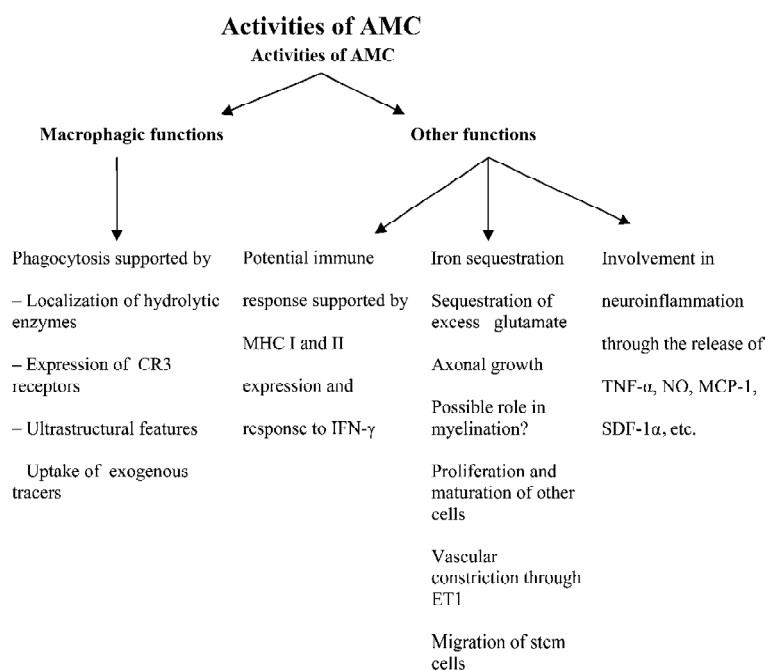 Activities of AMC
Activities of AMC
Macrophagic functions
Other functions
Phagocytosis supported by
– Localization of hydrolytic
enzymes
– Expression of CR3
receptors
– Ultrastructural features
Uptake of exogenous
tracers
Potential immune
response supported by
MHC I and II
expression and
response to IFN-γ
Iron sequestration
Sequestration of
excess glutamate
Axonal growth
Possible role in
myelination?
Proliferation and
maturation of other
cells
Vascular
constriction through
ET1
Migration of stem
cells
Involvement in
neuroinflammation
through the release of
TNF-α, NO, MCP-1,
SDF-1α, etc.